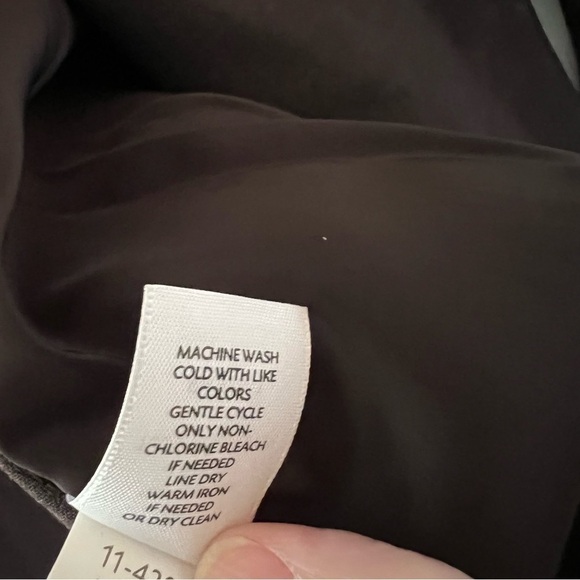 MACHINE WASH
COLD WITH LIKE
COLORS
GENTLE CYCLE
ONLY NON-
CHLORINE BLEACH
IF NEEDED
LINE DRY
WARM IRON
IF NEEDED
OR DRY CLEAN